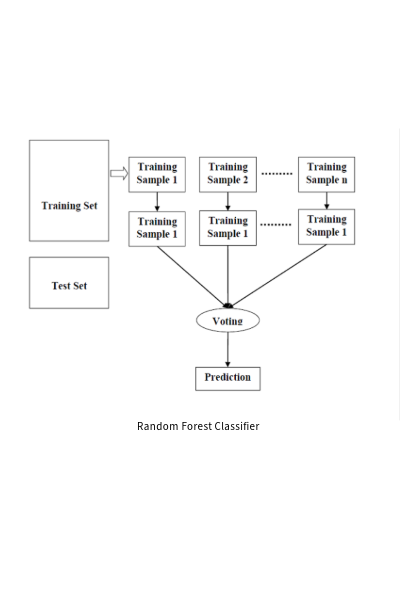 Training Set
Training
Sample 1
Training
Sample 2
Training
Sample n
Training
Sample 1
Training
Sample 1
Training
Sample 1
Test Set
Voting
Prediction
Random Forest Classifier